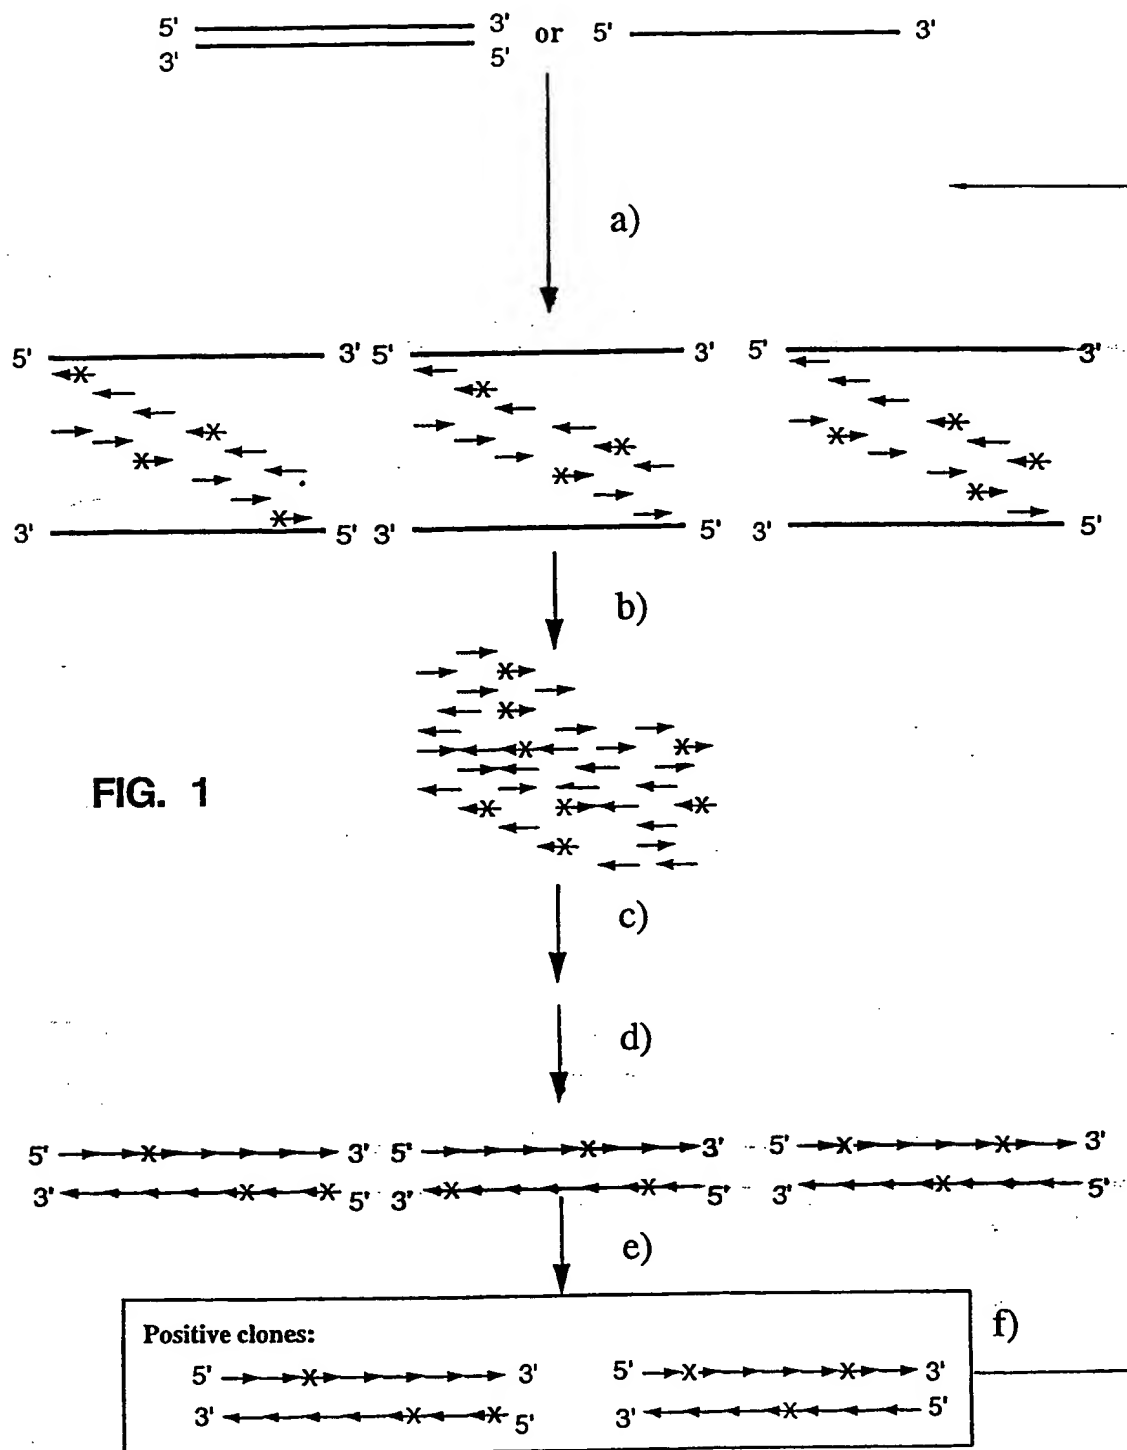 5' 3' or 5' 3'
3' 5'
a)
5' 3' 5' 3' 5' 3'
3' 5' 3' 5' 3' 5'
b)
FIG. 1
c)
d)
5' 3' 5' 3' 5' 3'
3' 5' 3' 5' 3' 5'
e)
f)
Positive clones:
5' 3' 5' 3'
3' 5' 3' 5'